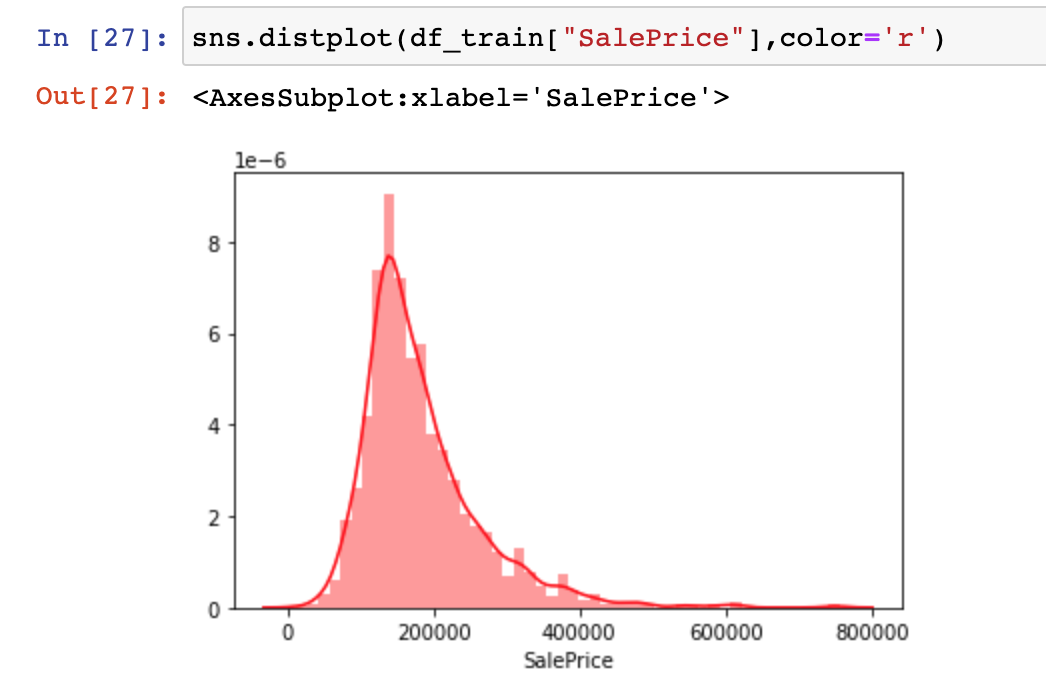 In [27]: sns.distplot(df_train["SalePrice"],color='r')
Out[27]: <AxesSubplot:xlabel='SalePrice'>
1e−6
8
6
4
2
0
0 200000 400000 600000 800000
SalePrice